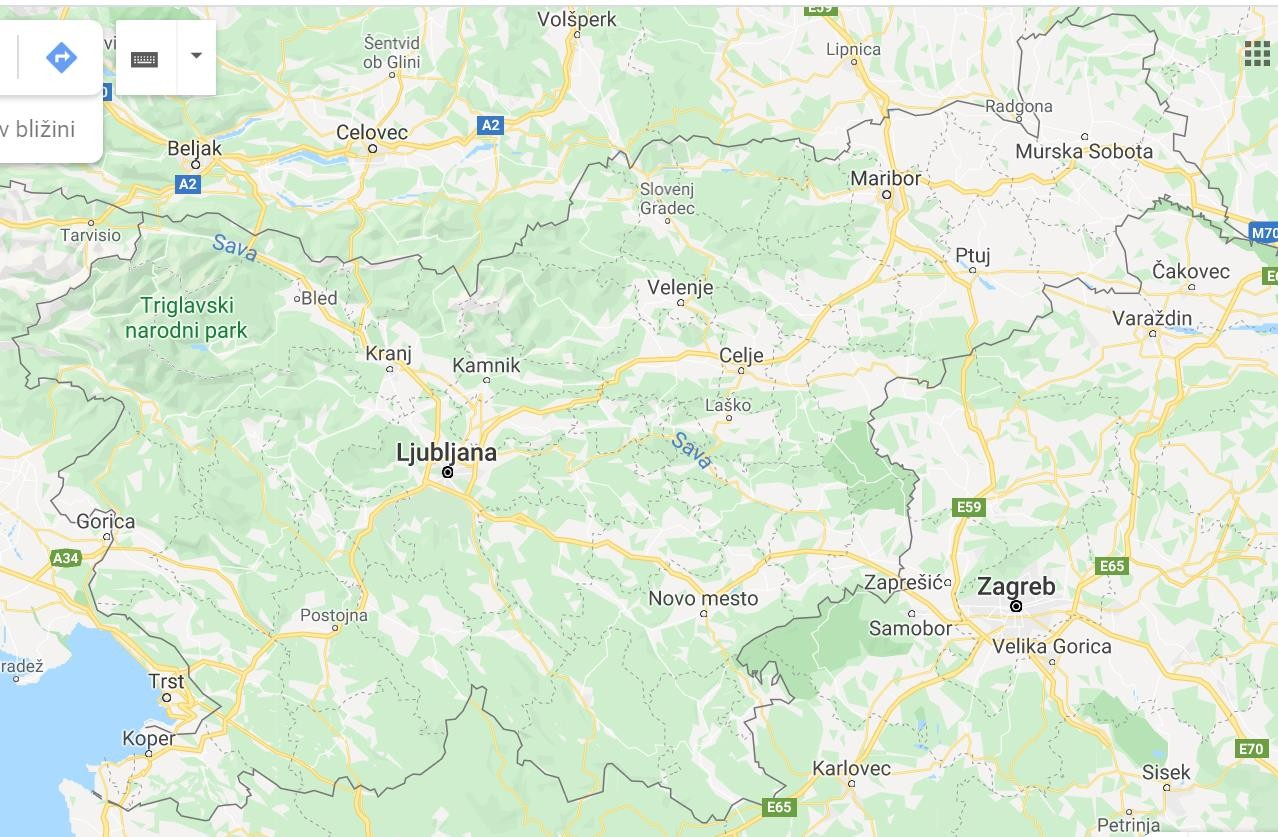 E59
Volšperk
Šentvid
ob Glini
Lipnica
v bližini
A2
Radgona
Celovec
Beljak
Murska Sobota
A2
Maribor
Slovenj
Gradec
Tarvisio
Sava
M70
Ptuj
Čakovec
Velenje
Bled
Triglavski
narodni park
Varaždin
Kranj
Kamnik
Celje
Laško
Ljubljana
Sava
E59
Gorica
A34
E65
Zaprešić
Zagreb
Novo mesto
Postojna
Samobor
Velika Gorica
radež
Trst
Koper
E70
Karlovec
Sisek
E65
Petrinja